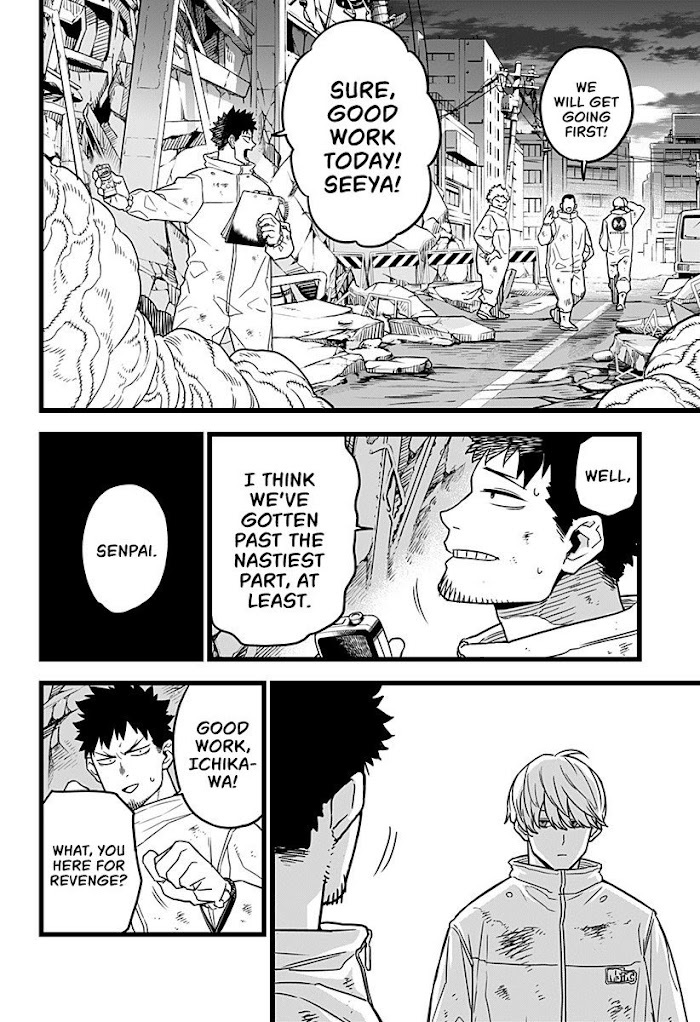 WE
WILL GET
GOING
FIRST!
SURE,
GOOD
WORK
TODAY!
SEEYA!
WELL,
I THINK
WE'VE
GOTTEN
PAST THE
NASTIEST
PART, AT
LEAST.
SENPAI.
GOOD
WORK,
ICHIKA-
WA!
WHAT, YOU
HERE FOR
REVENGE?